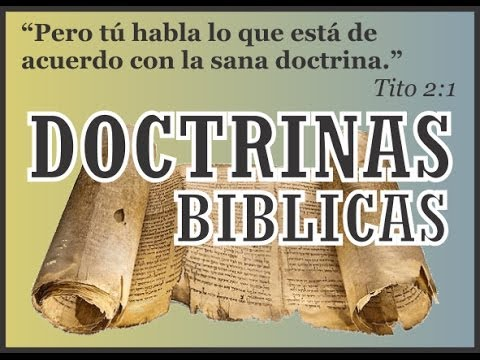 “Pero tú habla lo que está de
acuerdo con la sana doctrina.”
Tito 2:1
DOCTRINAS
BIBLICAS